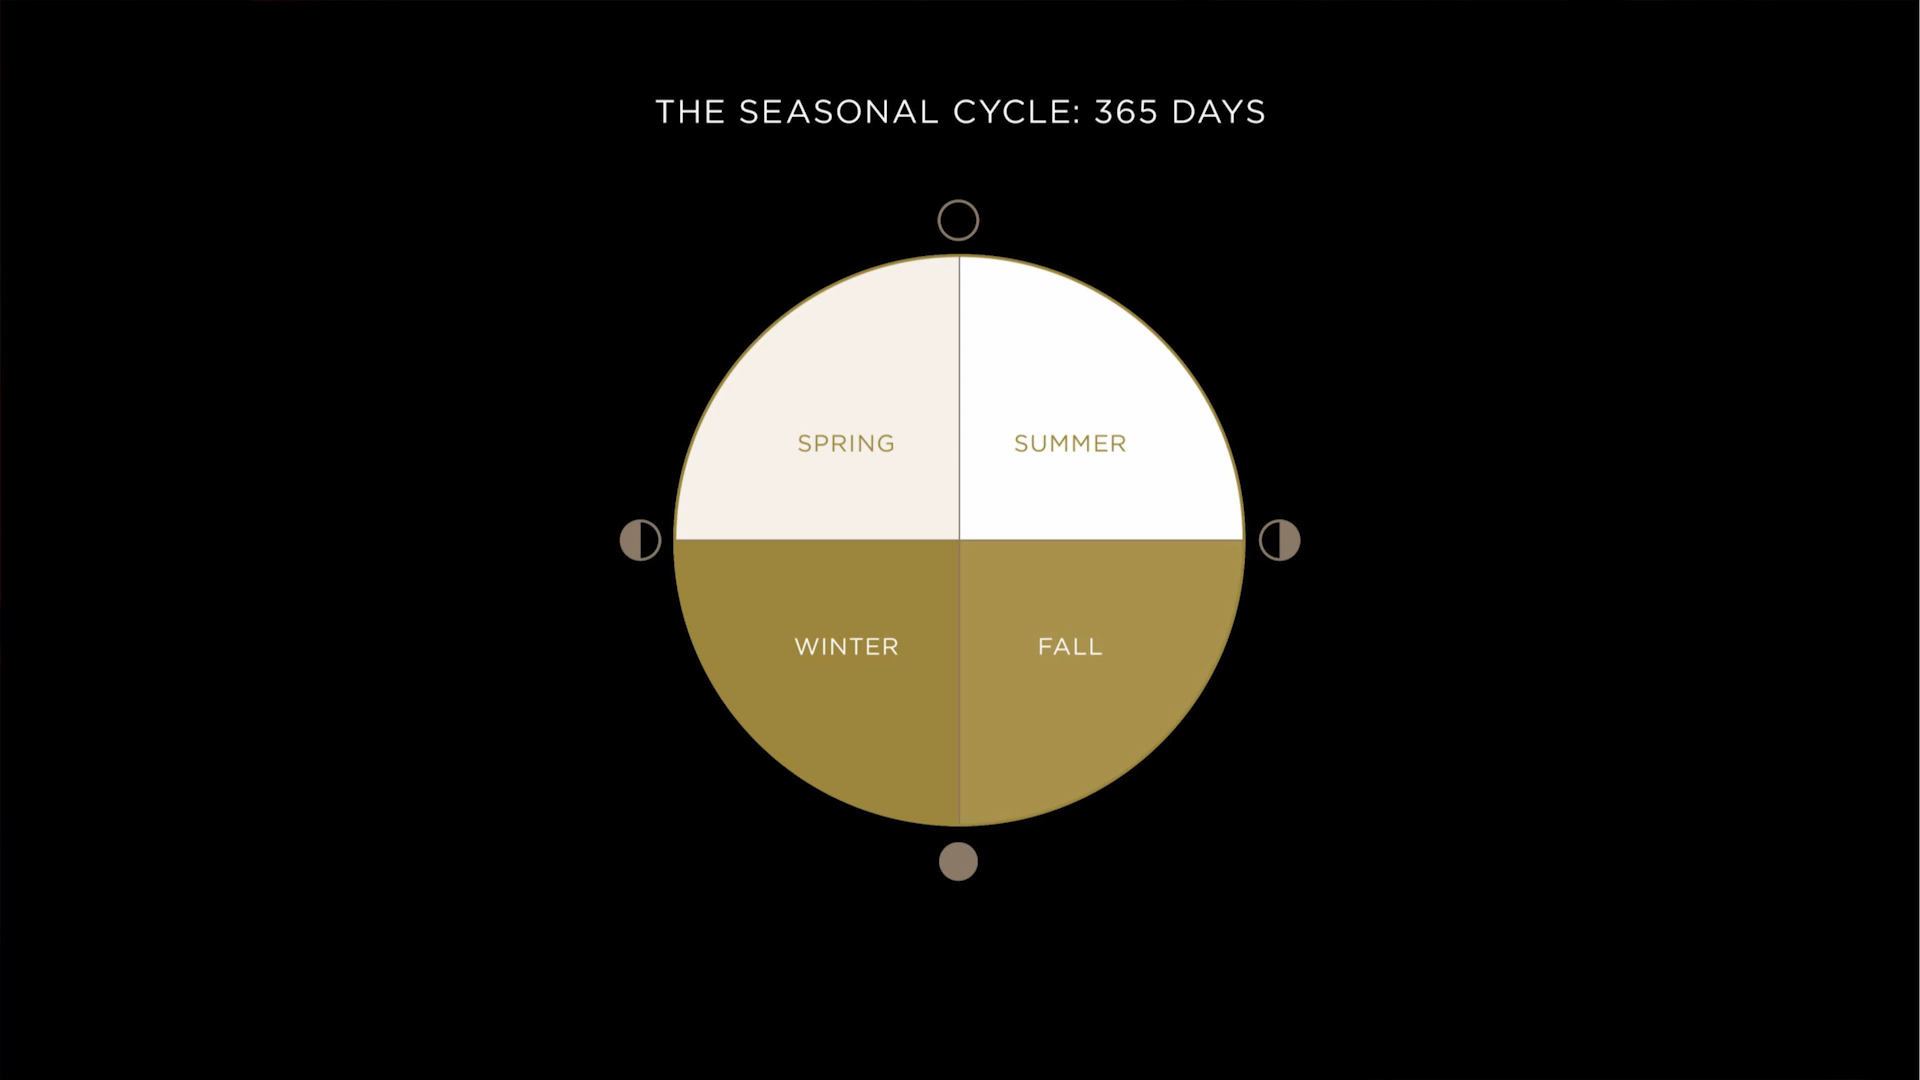 THE SEASONAL CYCLE: 365 DAYS
SPRING
SUMMER
WINTER
FALL